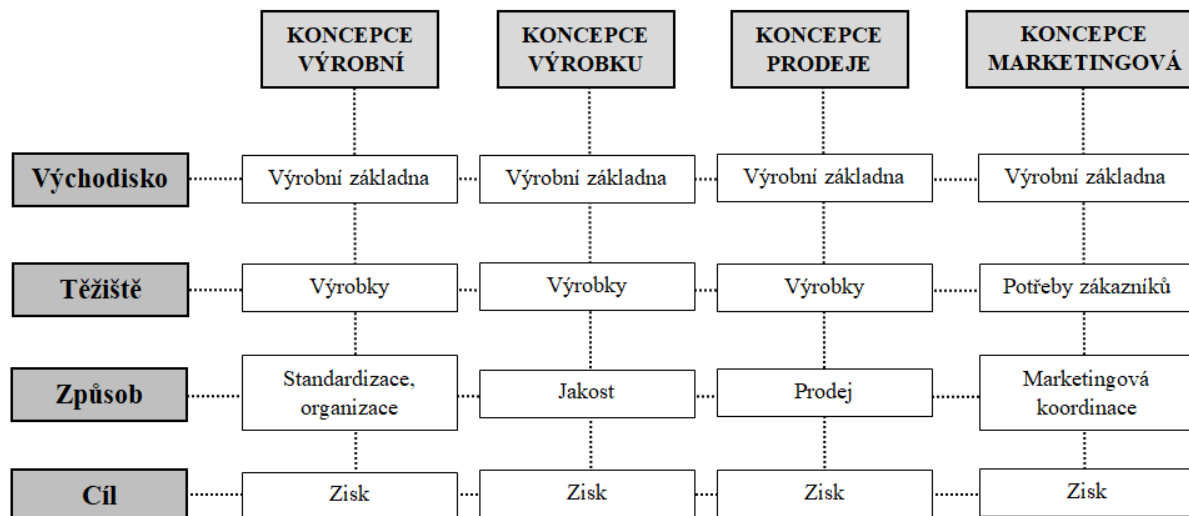 KONCEPCE
VÝROBNÍ
KONCEPCE
VÝROBKU
KONCEPCE
PRODEJE
KONCEPCE
MARKETINGOVÁ
Východisko
Výrobní základna
Výrobní základna
Výrobní základna
Výrobní základna
Těžiště
Výrobky
Výrobky
Výrobky
Potřeby zákazníků
Způsob
Standardizace,
organizace
Jakost
Prodej
Marketingová
koordinace
Cíl
Zisk
Zisk
Zisk
Zisk